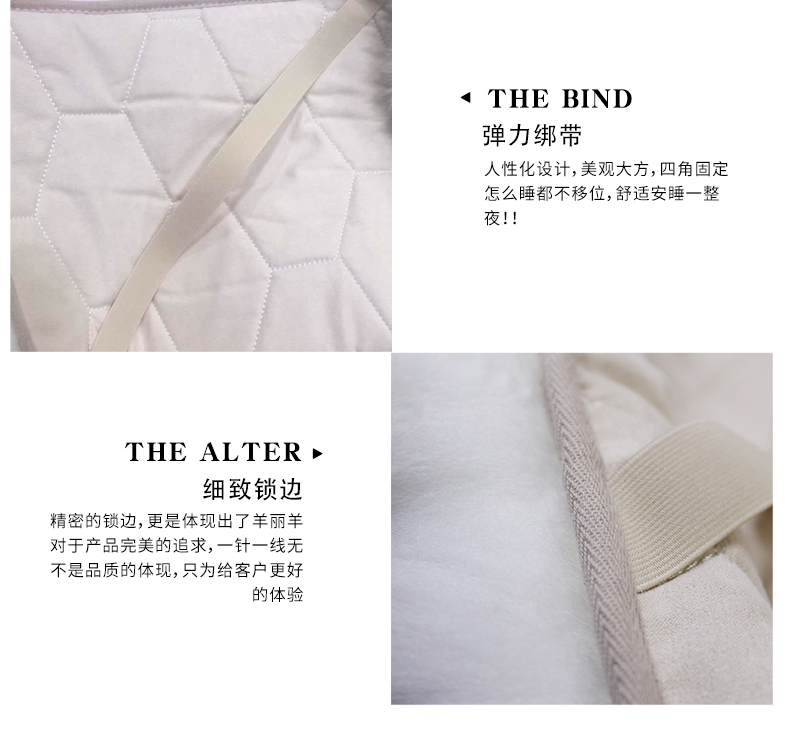 THE BIND
弹力绑带
人性化设计,美观大方,四角固定
怎么睡都不移位,舒适安睡一整
夜!!
THE ALTER
细致锁边
精密的锁边,更是体现出了羊丽羊
对于产品完美的追求,一针一线无
不是品质的体现,只为给客户更好
的体验